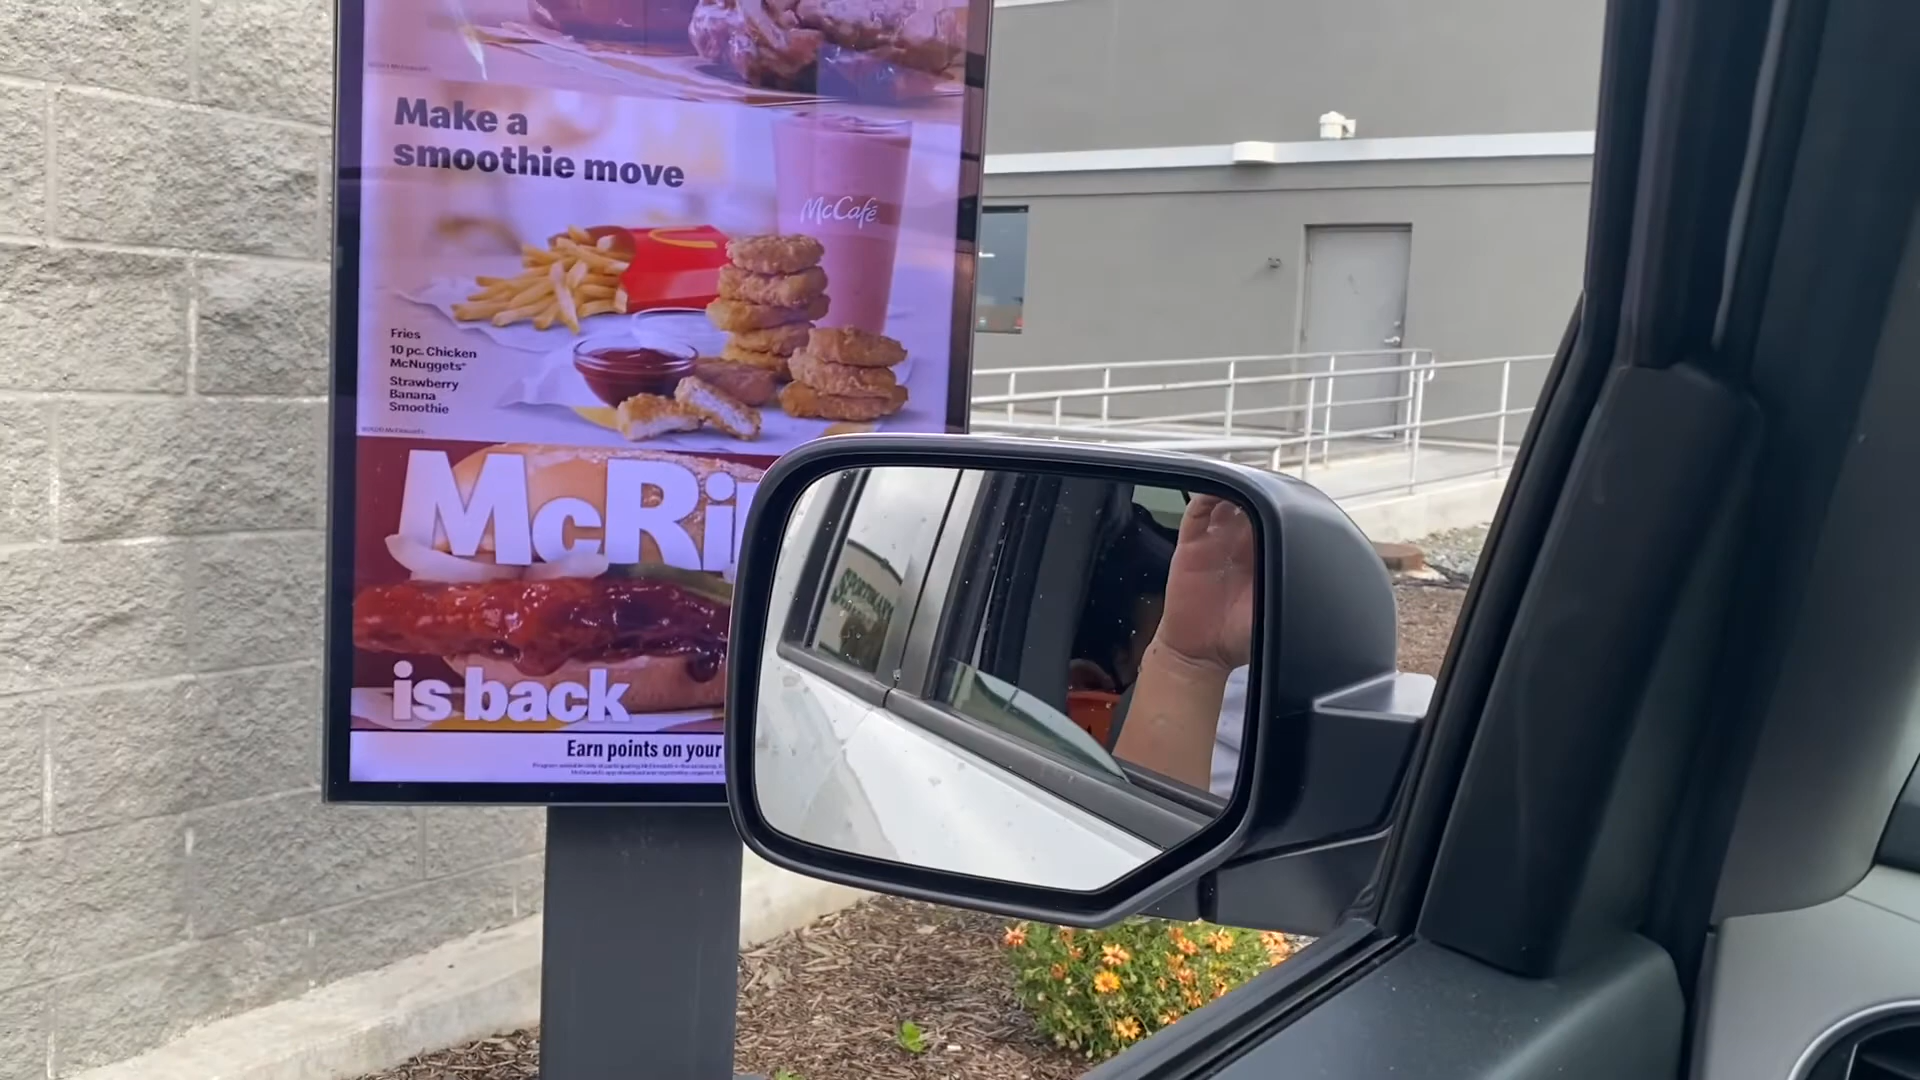 Make a
smoothie move
McCafé
Fries
10 pc. Chicken
McNuggets®
Strawberry
Banana
Smoothie
McRi
is back
Earn points on your